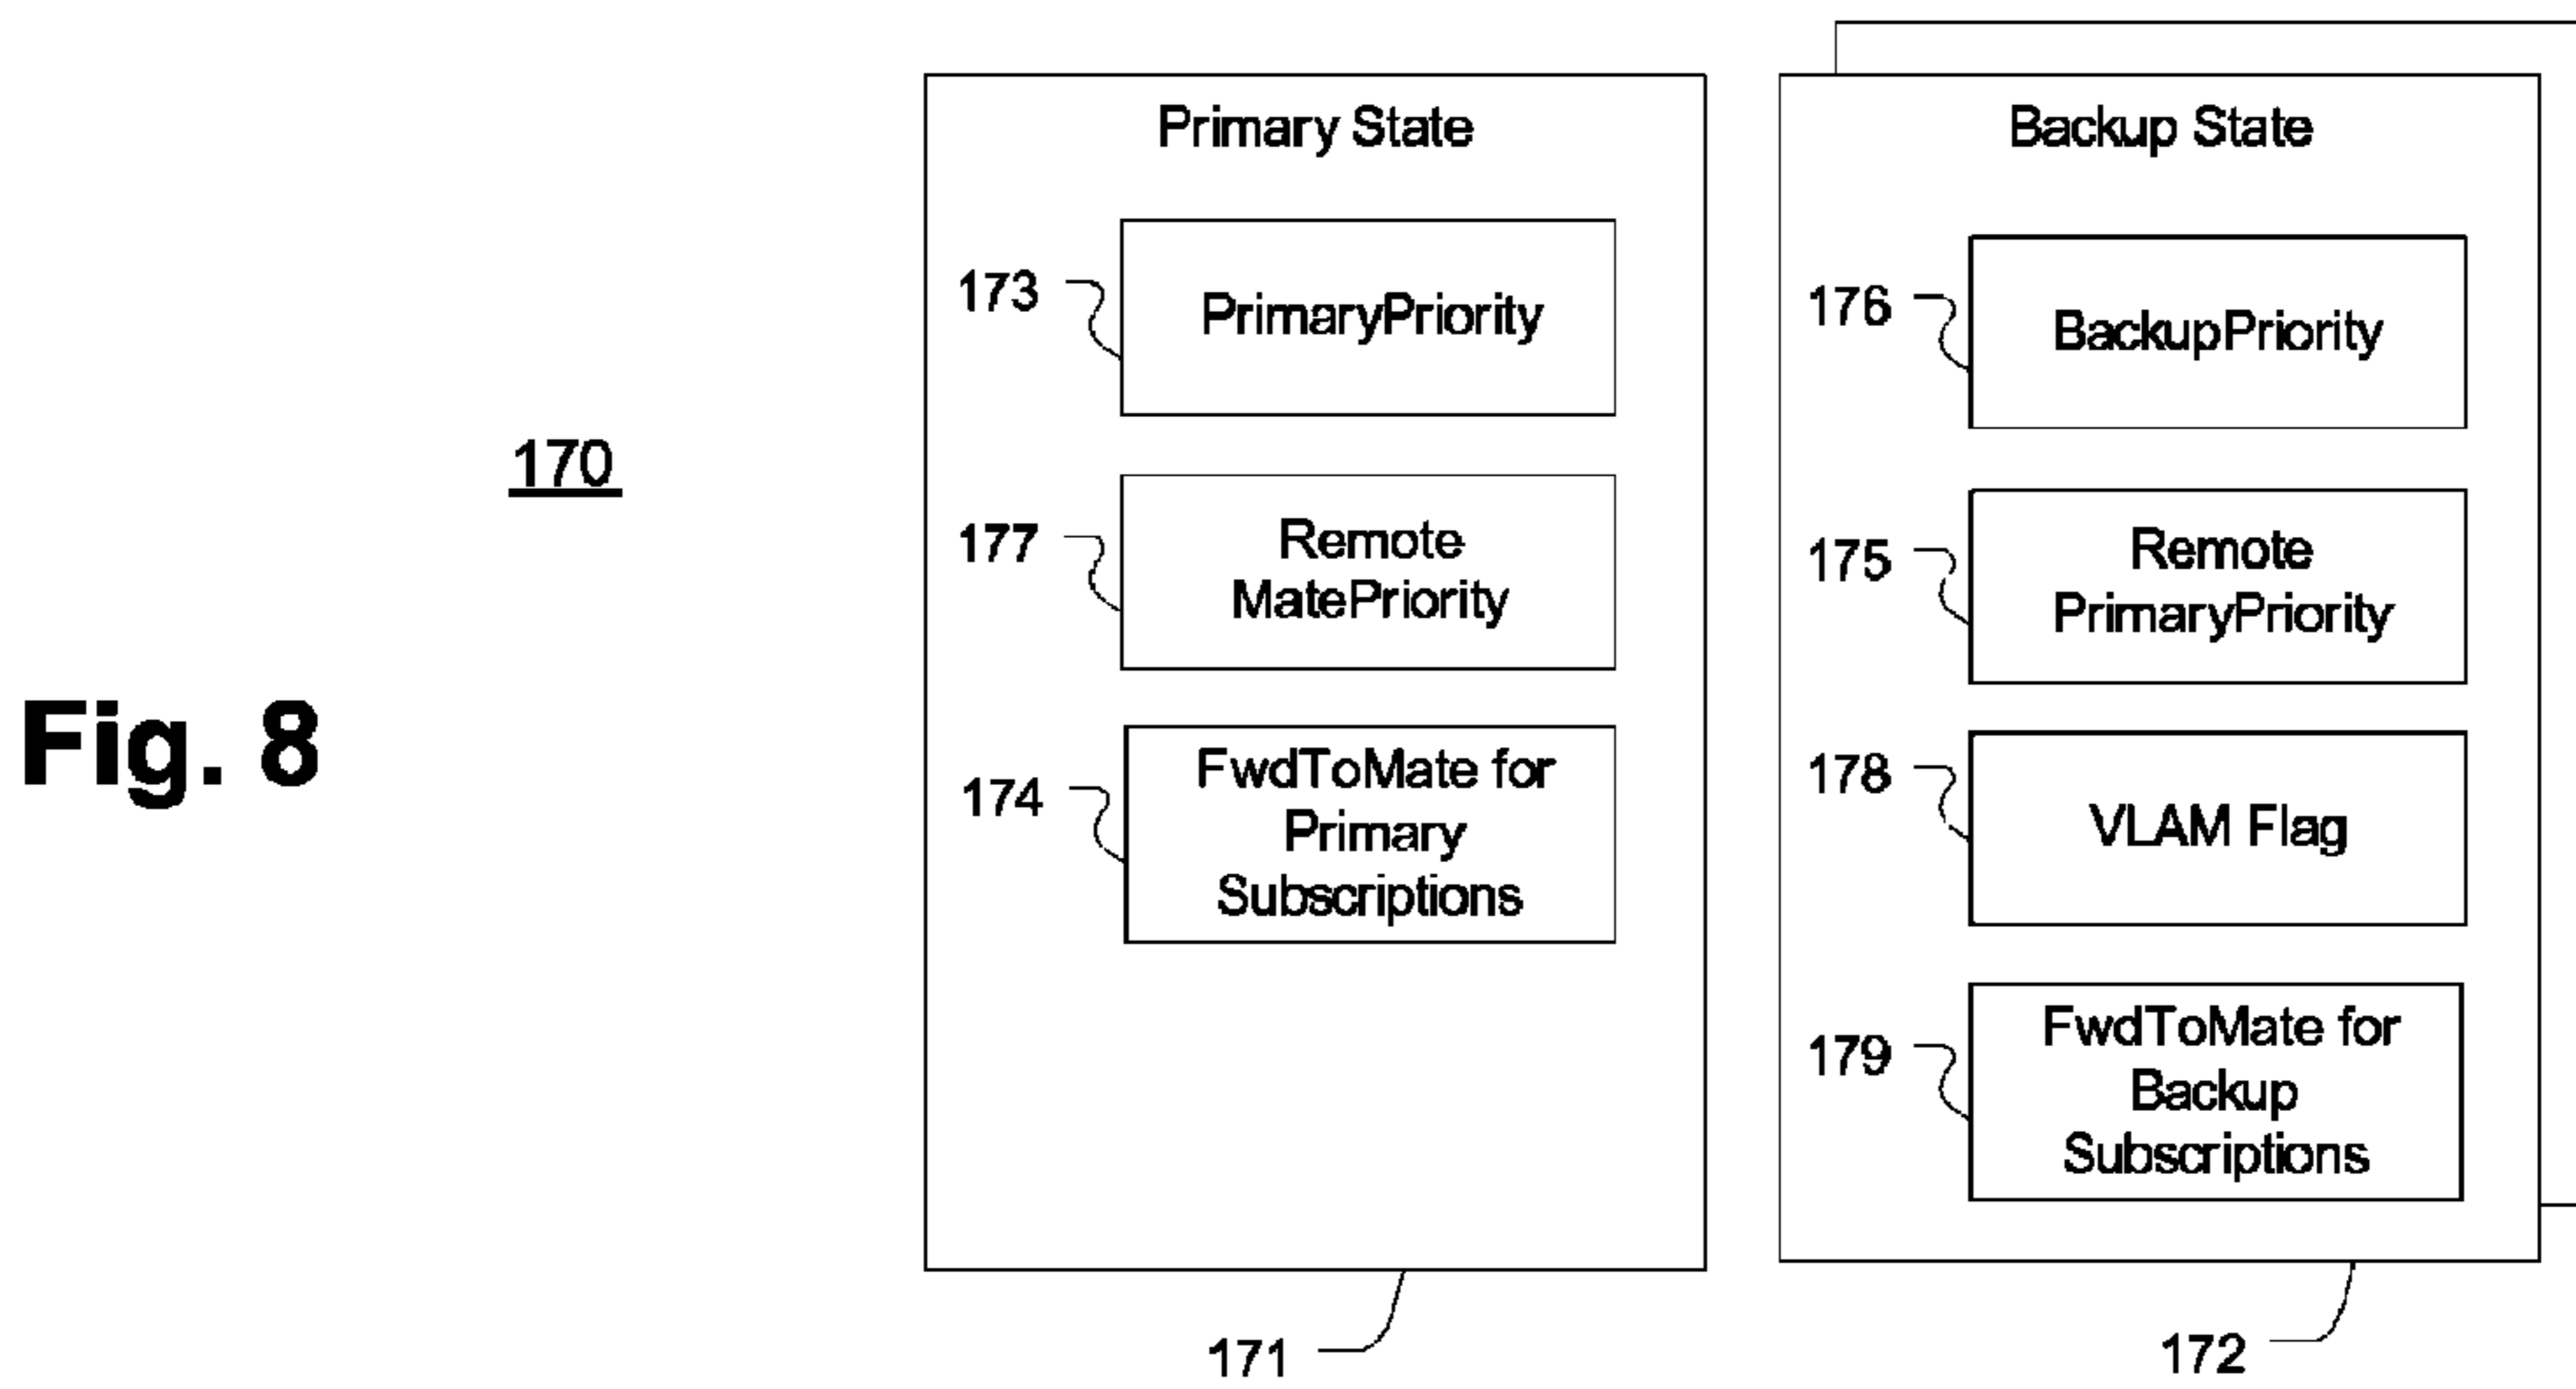 Fig. 8
170
Primary State
173
PrimaryPriority
177
Remote
MatePriority
174
FwdToMate for
Primary
Subscriptions
171
Backup State
176
BackupPriority
175
Remote
PrimaryPriority
178
VLAM Flag
179
FwdToMate for
Backup
Subscriptions
172